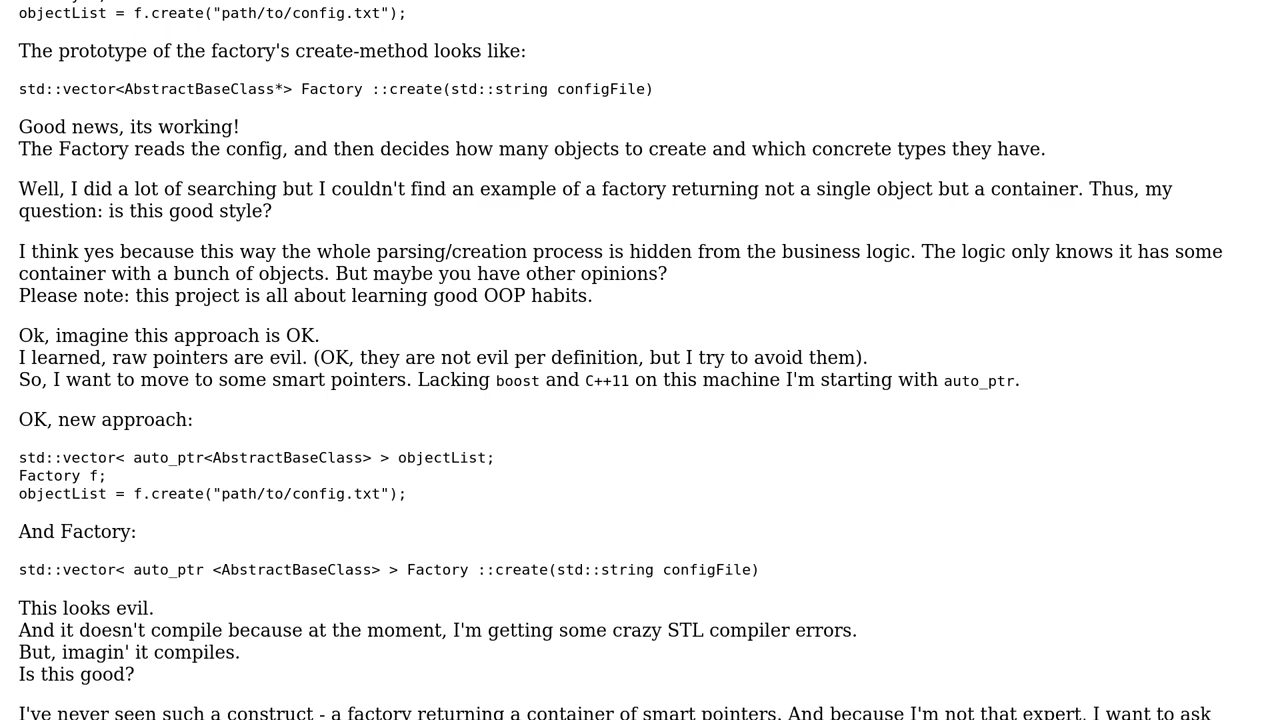 objectList = f.create("path/to/config.txt");
The prototype of the factory's create-method looks like:
std::vector<AbstractBaseClass*> Factory ::create(std::string configFile)
Good news, its working!
The Factory reads the config, and then decides how many objects to create and which concrete types they have.
Well, I did a lot of searching but I couldn't find an example of a factory returning not a single object but a container. Thus, my
question: is this good style?
I think yes because this way the whole parsing/creation process is hidden from the business logic. The logic only knows it has some
container with a bunch of objects. But maybe you have other opinions?
Please note: this project is all about learning good OOP habits.
Ok, imagine this approach is OK.
I learned, raw pointers are evil. (OK, they are not evil per definition, but I try to avoid them).
So, I want to move to some smart pointers. Lacking boost and C++11 on this machine I'm starting with auto_ptr.
OK, new approach:
std::vector< auto_ptr<AbstractBaseClass> > objectList;
Factory f;
objectList = f.create("path/to/config.txt");
And Factory:
std::vector< auto_ptr <AbstractBaseClass> > Factory ::create(std::string configFile)
This looks evil.
And it doesn't compile because at the moment, I'm getting some crazy STL compiler errors.
But, imagin' it compiles.
Is this good?
I've never seen such a construct - a factory returning a container of smart pointers. And because I'm not that expert, I want to ask